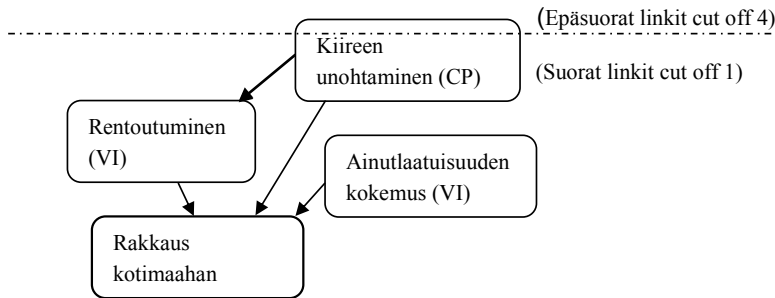 (Epäsuorat linkit cut off 4)
Kiireen
unohtaminen (CP)
(Suorat linkit cut off 1)
Rentoutuminen
(VI)
Ainutlaatuisuuden
kokemus (VI)
Rakkaus
kotimaahan